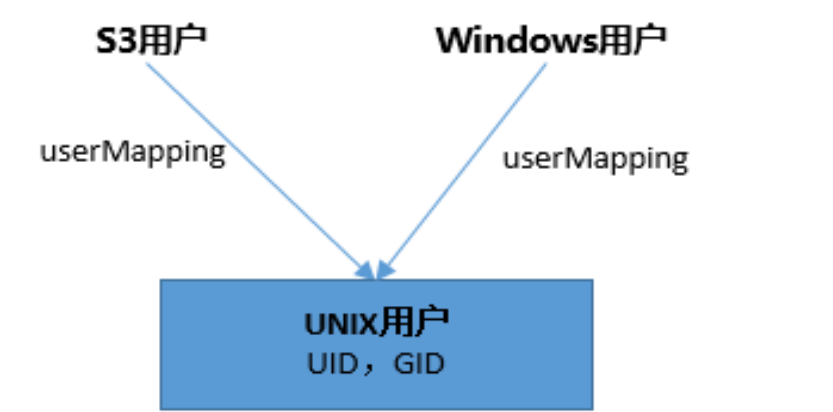 S3用户
Windows用户
userMapping
userMapping
UNIX用户
UID，GID